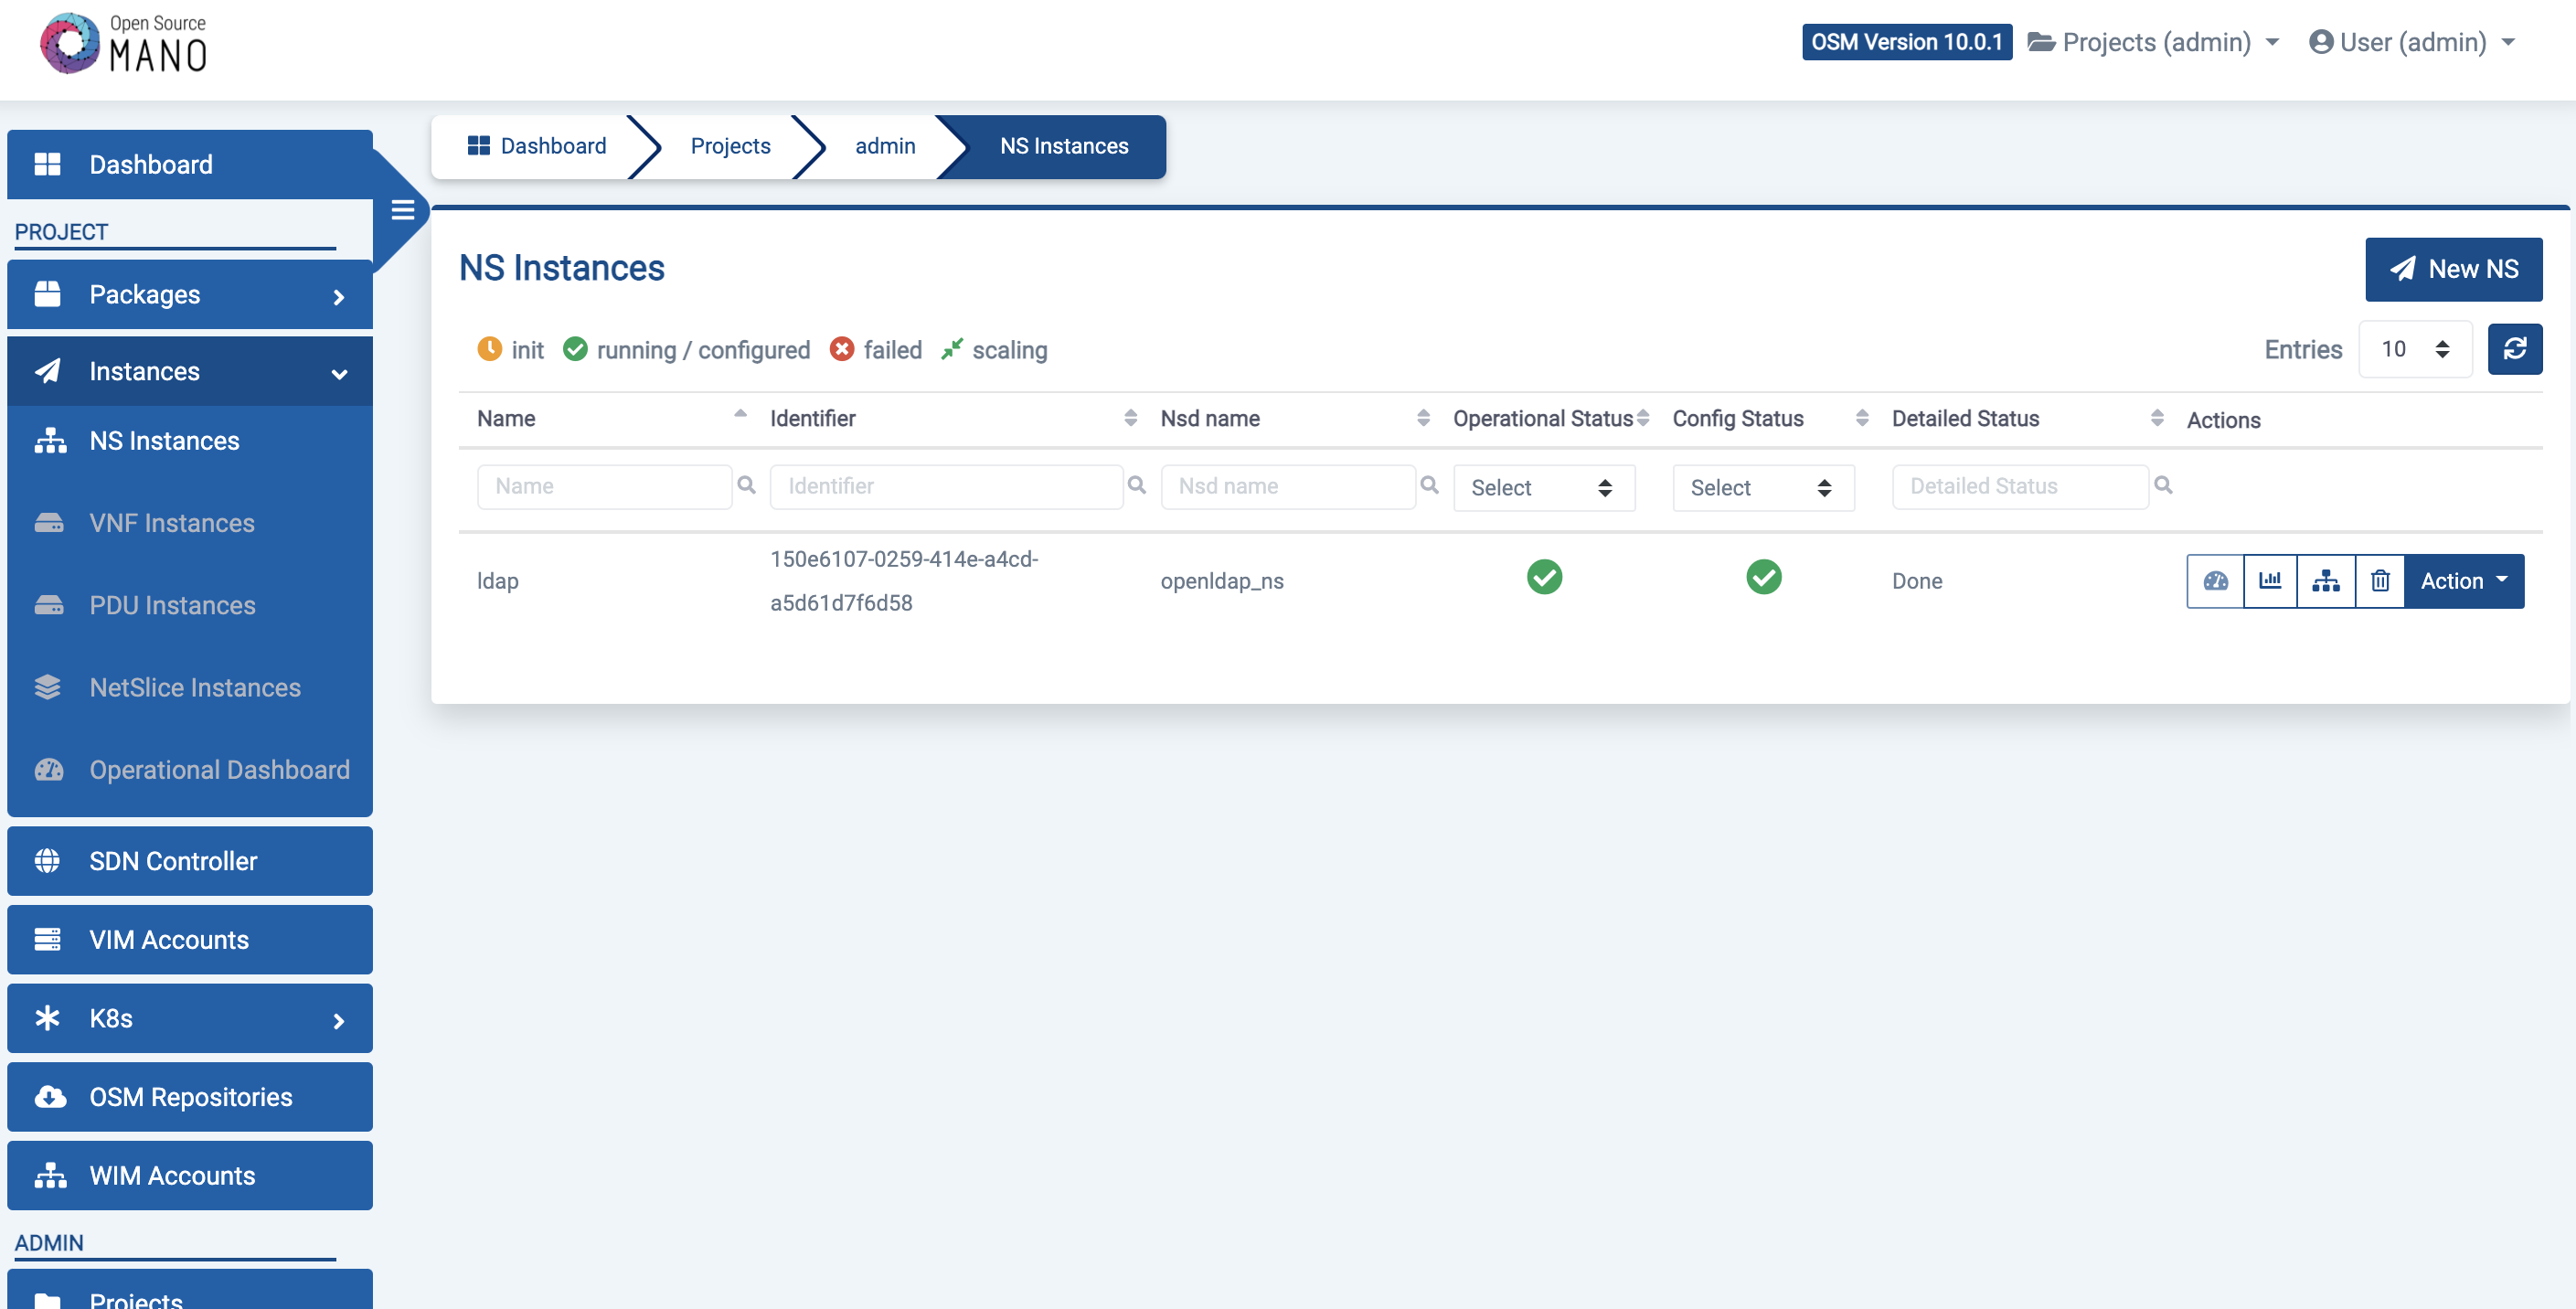 Open Source
MANO
OSM Version 10.0.1 Projects (admin) User (admin)
Dashboard
PROJECT
Packages
Instances
NS Instances
VNF Instances
PDU Instances
NetSlice Instances
Operational Dashboard
SDN Controller
VIM Accounts
K8s
OSM Repositories
WIM Accounts
ADMIN
Projects
Dashboard Projects admin NS Instances
NS Instances
New NS
init running / configured failed scaling
Entries 10
Name Identifier Nsd name Operational Status Config Status Detailed Status Actions
Name Identifier Nsd name Select Select Detailed Status
ldap 150e6107-0259-414e-a4cd-
a5d61d7f6d58 openldap_ns Done Action